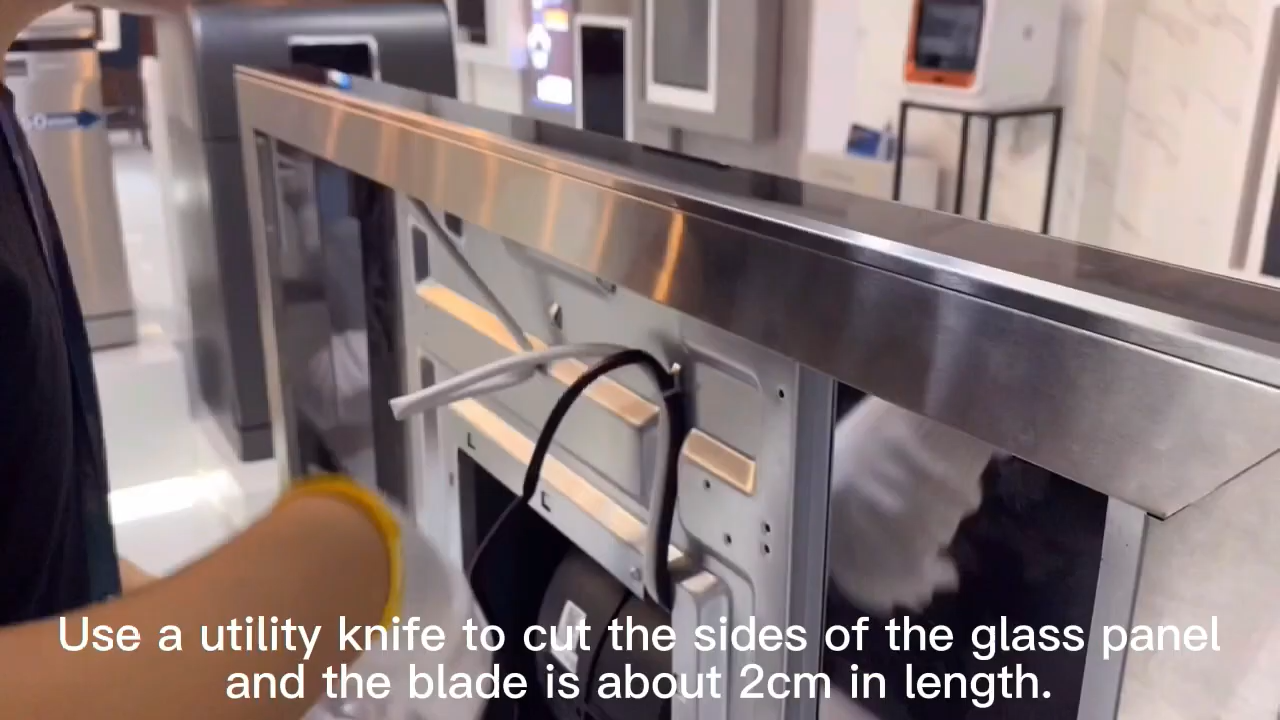 Use a utility knife to cut the sides of the glass panel
and the blade is about 2cm in length.